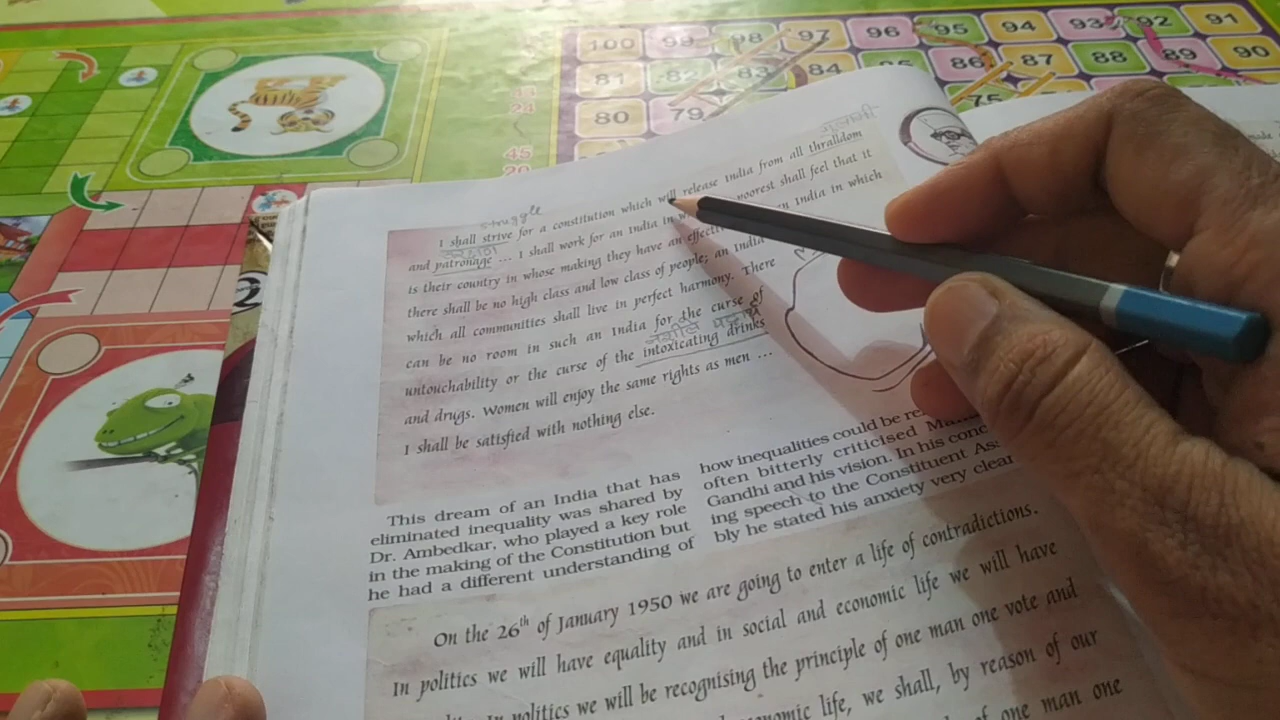 100 99 98 97 96 95 94 93 92 91
81 82 83 84 85 86 87 88 89 90
80 79 75
43
24
45
20
2
गुलामी
struggle
I shall strive for a constitution which will release India from all thralldom
and patronage ... I shall work for an India in poorest shall feel that it
is their country in whose making they have an India in which
there shall be no high class and low class of people; an India
which all communities shall live in perfect harmony. There
can be no room in such an India for the curse of
नशीले पदार्थ
untouchability or the curse of the intoxicating drinks
and drugs. Women will enjoy the same rights as men ...
I shall be satisfied with nothing else.
This dream of an India that has
eliminated inequality was shared by
Dr. Ambedkar, who played a key role
in the making of the Constitution but
he had a different understanding of
how inequalities could be
often bitterly criticised
Gandhi and his vision. In his
ing speech to the Constituent
bly he stated his anxiety very
On the 26th of January 1950 we are going to enter a life of contradictions.
In politics we will have equality and in social and economic life we will have
In politics we will be recognising the principle of one man one vote and
life, we shall, by reason of our
of one man one